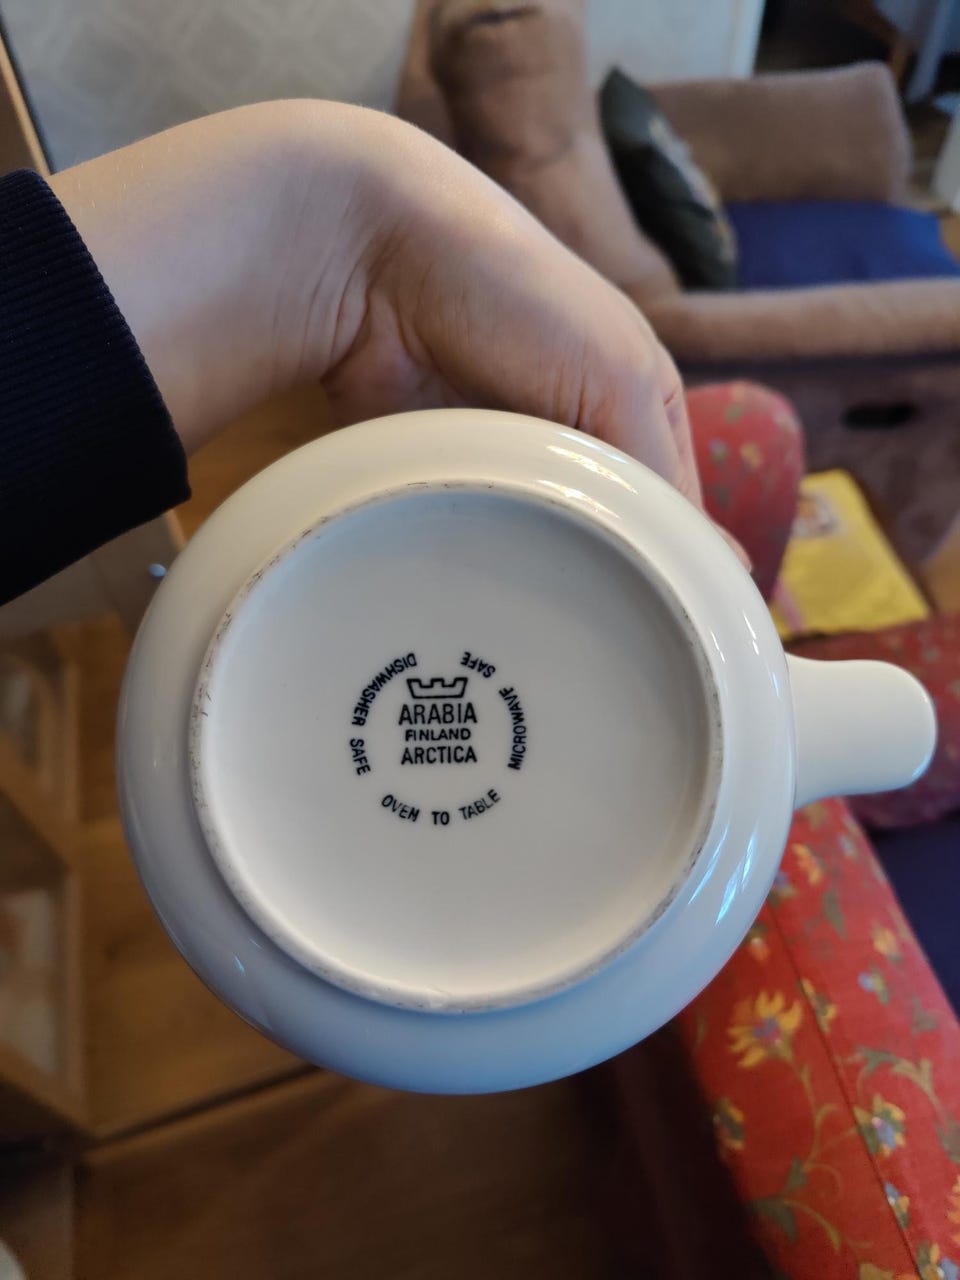 ARABIA
FINLAND
ARCTICA
DISHWASHER SAFE
MICROWAVE SAFE
OVEN TO TABLE